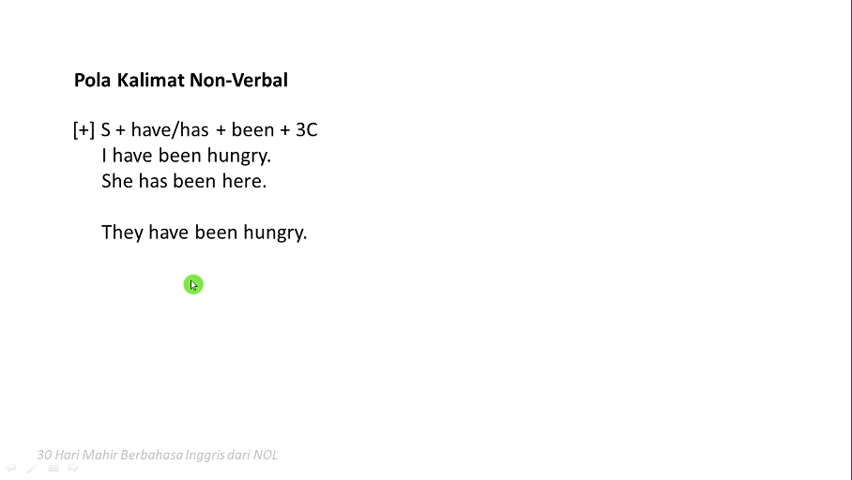 Pola Kalimat Non-Verbal
[+] S + have/has + been + 3C
I have been hungry.
She has been here.
They have been hungry.
30 Hari Mahir Berbahasa Inggris dari NOL